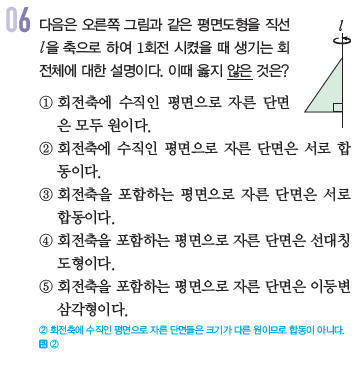 06
다음은 오른쪽 그림과 같은 평면도형을 직선
l을 축으로 하여 1회전 시켰을 때 생기는 회
전체에 대한 설명이다. 이때 옳지 않은 것은?
l
① 회전축에 수직인 평면으로 자른 단면
은 모두 원이다.
② 회전축에 수직인 평면으로 자른 단면은 서로 합
동이다.
③ 회전축을 포함하는 평면으로 자른 단면은 서로
합동이다.
④ 회전축을 포함하는 평면으로 자른 단면은 선대칭
도형이다.
⑤ 회전축을 포함하는 평면으로 자른 단면은 이등변
삼각형이다.
② 회전축에 수직인 평면으로 자른 단면들은 크기가 다른 원이므로 합동이 아니다.
답 ②